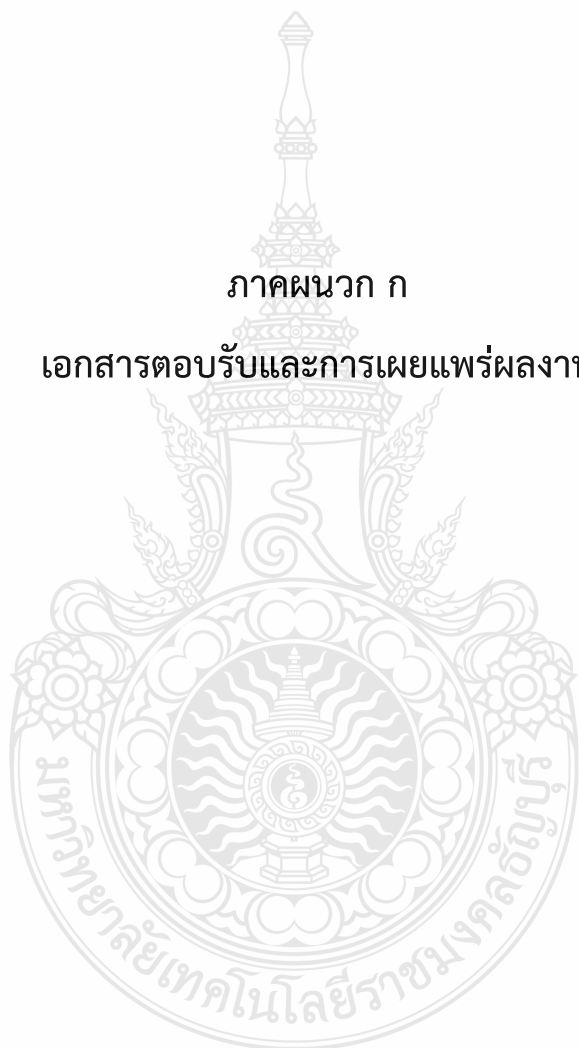 ภาคผนวก ก
เอกสารตอบรับและการเผยแพร่ผลงาน
มหาวิทยาลัยเทคโนโลยีราชมงคลธัญบุรี